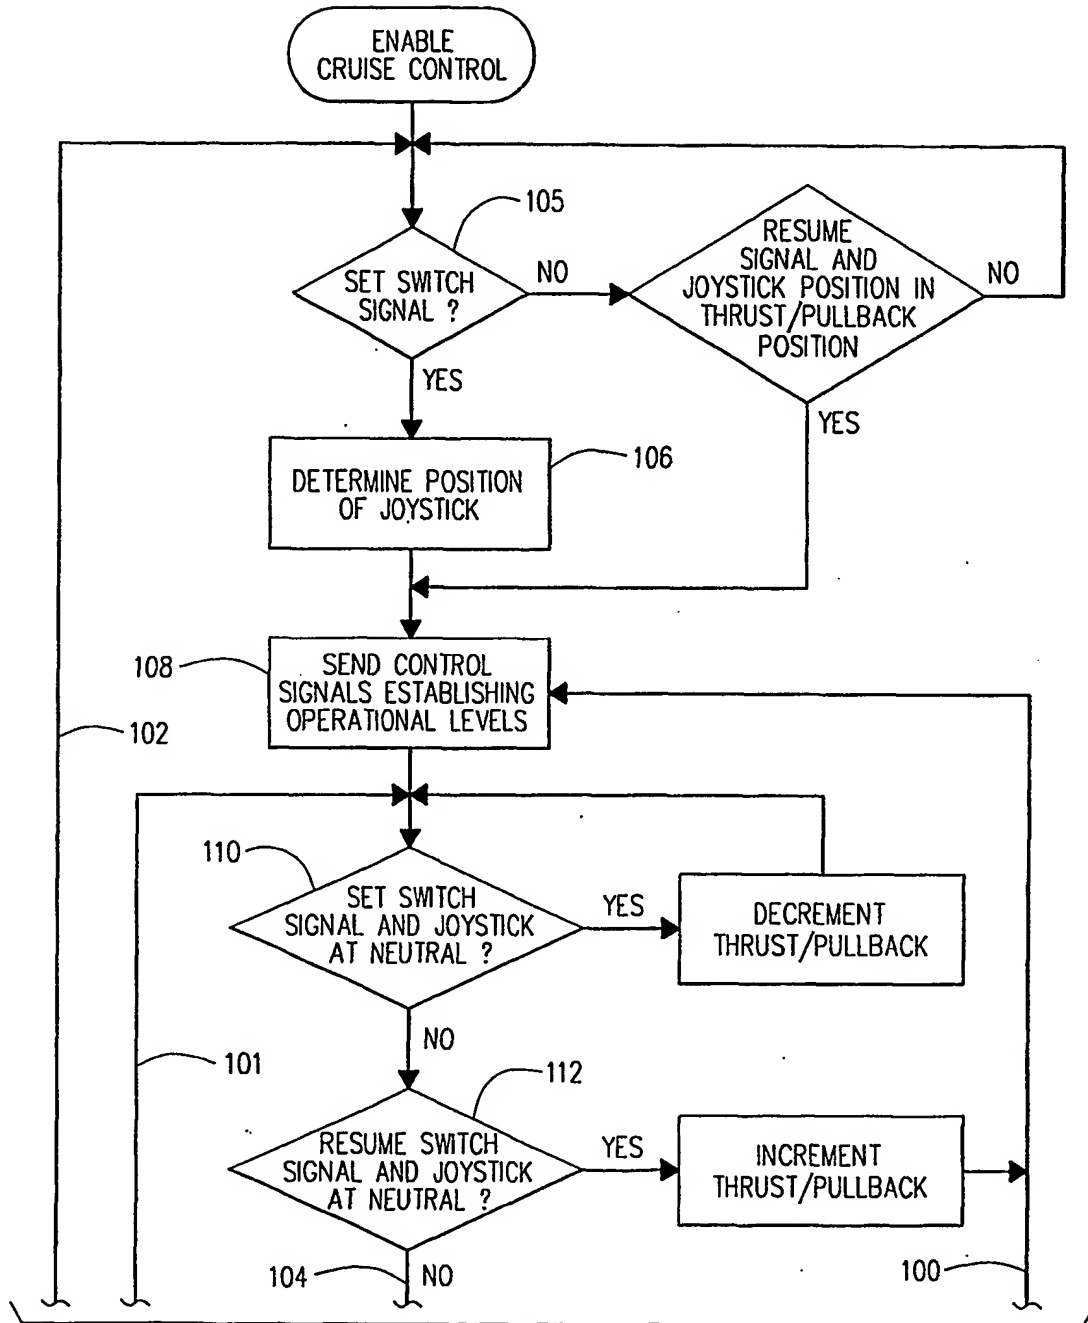 ENABLE
CRUISE CONTROL
105
SET SWITCH
SIGNAL ?
NO
RESUME
SIGNAL AND
JOYSTICK POSITION IN
THRUST/PULLBACK
POSITION
NO
YES
YES
DETERMINE POSITION
OF JOYSTICK
106
108
SEND CONTROL
SIGNALS ESTABLISHING
OPERATIONAL LEVELS
102
110
SET SWITCH
SIGNAL AND JOYSTICK
AT NEUTRAL ?
YES
DECREMENT
THRUST/PULLBACK
NO
101
112
RESUME SWITCH
SIGNAL AND JOYSTICK
AT NEUTRAL ?
YES
INCREMENT
THRUST/PULLBACK
104
NO
100